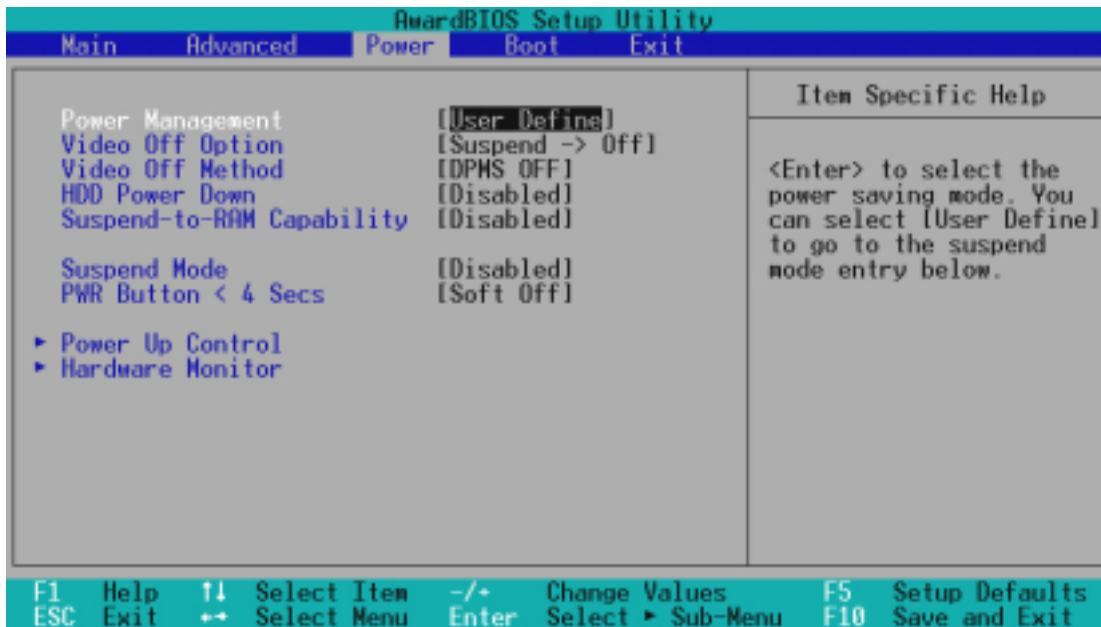 AwardBIOS Setup Utility
Main Advanced Power Boot Exit
Power Management [User Define]
Video Off Option [Suspend -> Off]
Video Off Method [DPMS OFF]
HDD Power Down [Disabled]
Suspend-to-RAM Capability [Disabled]
Suspend Mode [Disabled]
PWR Button < 4 Secs [Soft Off]
► Power Up Control
► Hardware Monitor
Item Specific Help
<Enter> to select the
power saving mode. You
can select [User Define]
to go to the suspend
mode entry below.
F1 Help ↑↓ Select Item -/+ Change Values F5 Setup Defaults
ESC Exit ←→ Select Menu Enter Select ► Sub-Menu F10 Save and Exit